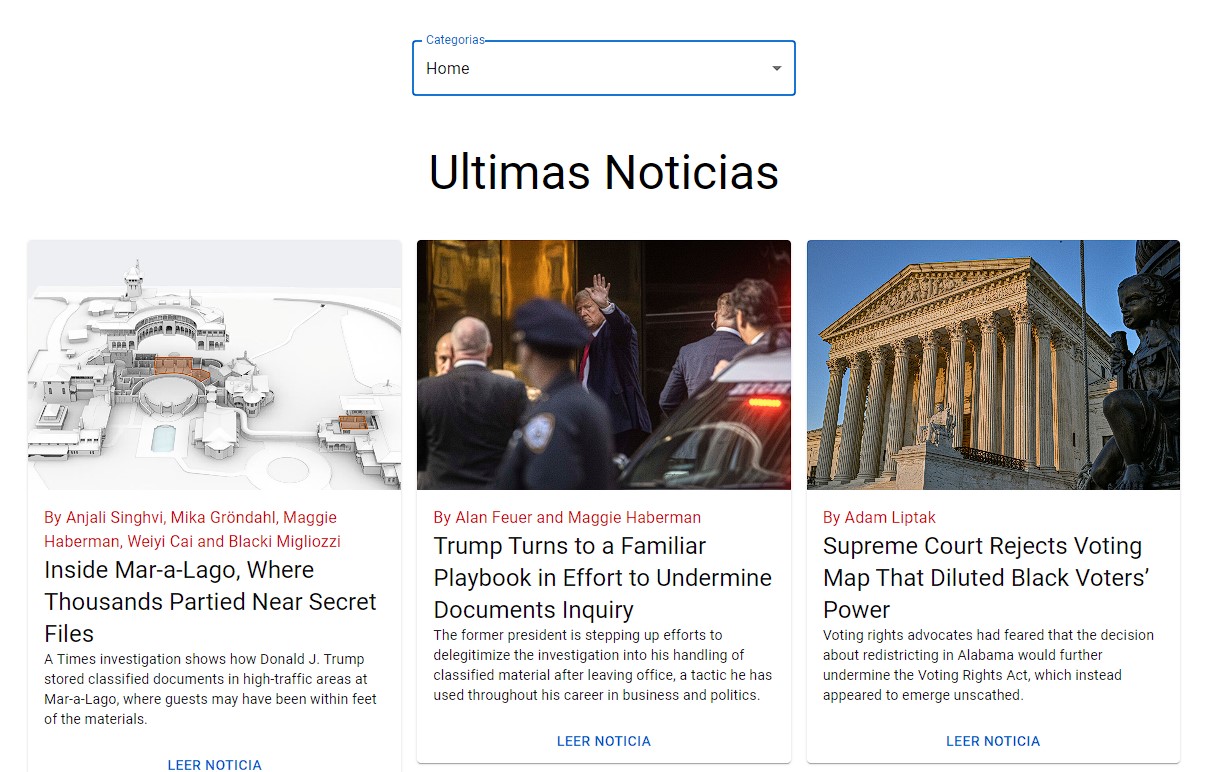 Categorias
Home
Ultimas Noticias
By Anjali Singhvi, Mika Gröndahl, Maggie
Haberman, Weiyi Cai and Blacki Migliozzi
Inside Mar-a-Lago, Where
Thousands Partied Near Secret
Files
A Times investigation shows how Donald J. Trump
stored classified documents in high-traffic areas at
Mar-a-Lago, where guests may have been within feet
of the materials.
LEER NOTICIA
By Alan Feuer and Maggie Haberman
Trump Turns to a Familiar
Playbook in Effort to Undermine
Documents Inquiry
The former president is stepping up efforts to
delegitimize the investigation into his handling of
classified material after leaving office, a tactic he has
used throughout his career in business and politics.
LEER NOTICIA
By Adam Liptak
Supreme Court Rejects Voting
Map That Diluted Black Voters’
Power
Voting rights advocates had feared that the decision
about redistricting in Alabama would further
undermine the Voting Rights Act, which instead
appeared to emerge unscathed.
LEER NOTICIA